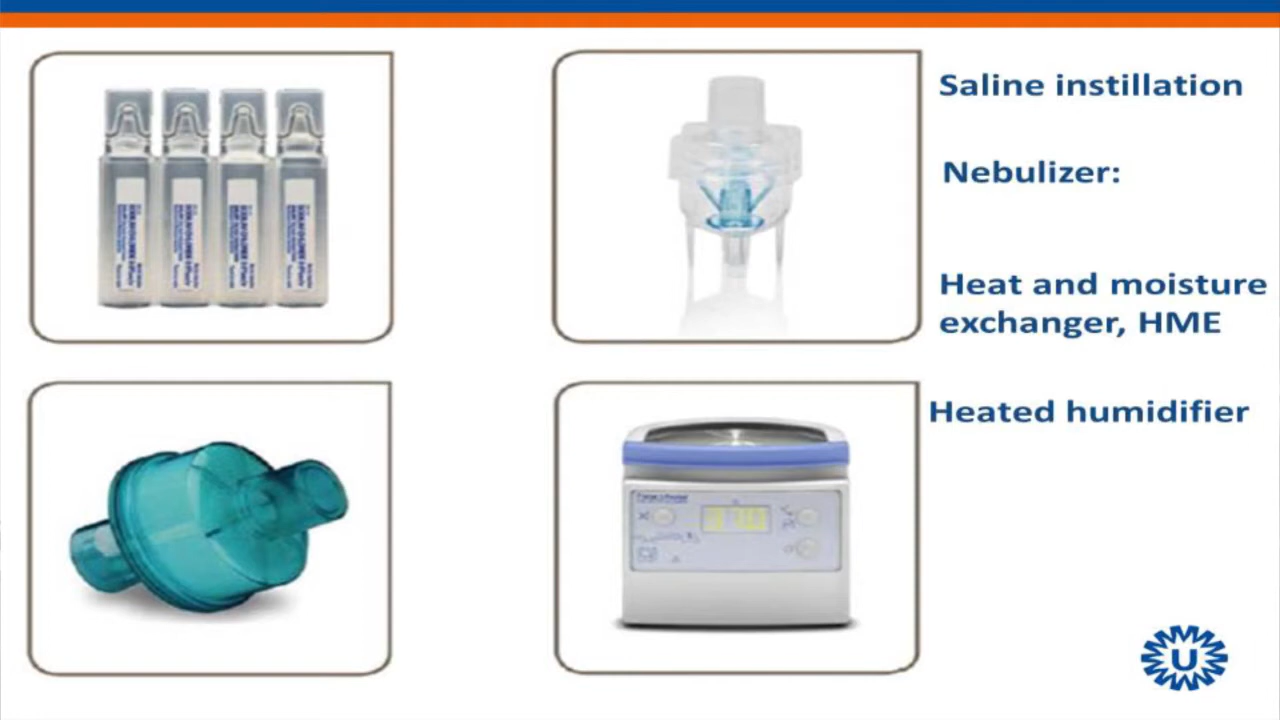 Saline instillation
Nebulizer:
Heat and moisture
exchanger, HME
Heated humidifier
U